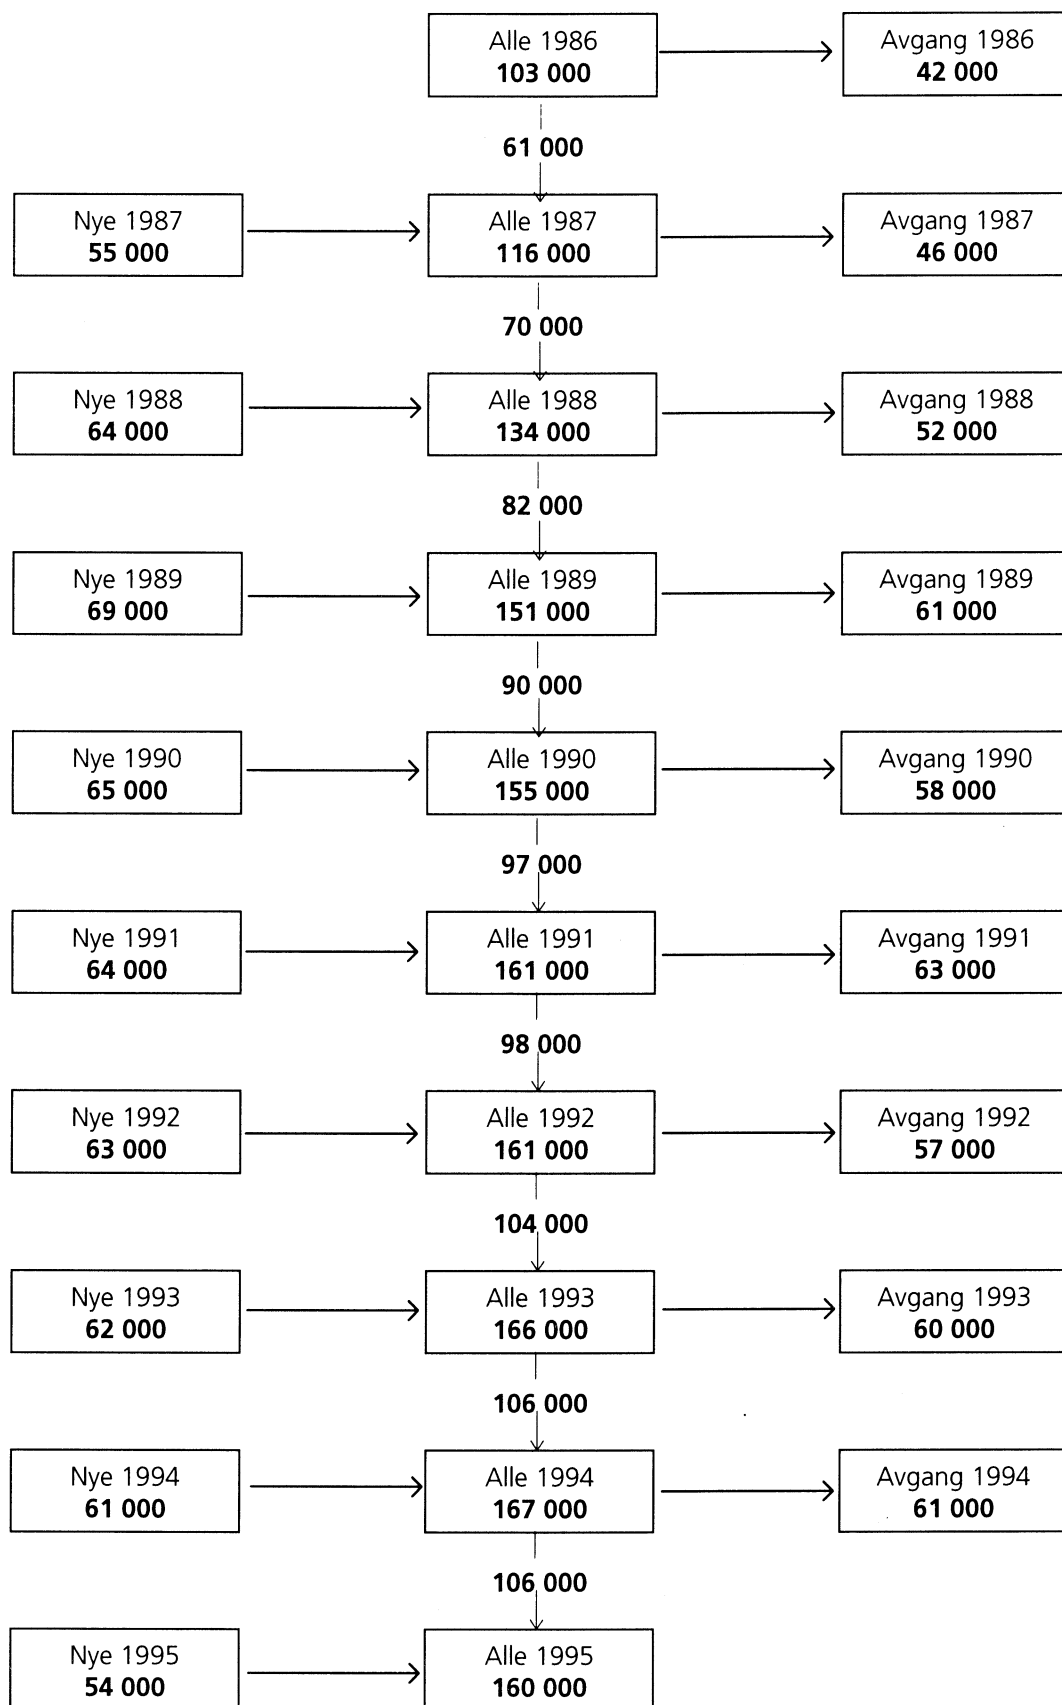 Alle 1986
103 000
Avgang 1986
42 000
61 000
Nye 1987
55 000
Alle 1987
116 000
Avgang 1987
46 000
70 000
Nye 1988
64 000
Alle 1988
134 000
Avgang 1988
52 000
82 000
Nye 1989
69 000
Alle 1989
151 000
Avgang 1989
61 000
90 000
Nye 1990
65 000
Alle 1990
155 000
Avgang 1990
58 000
97 000
Nye 1991
64 000
Alle 1991
161 000
Avgang 1991
63 000
98 000
Nye 1992
63 000
Alle 1992
161 000
Avgang 1992
57 000
104 000
Nye 1993
62 000
Alle 1993
166 000
Avgang 1993
60 000
106 000
Nye 1994
61 000
Alle 1994
167 000
Avgang 1994
61 000
106 000
Nye 1995
54 000
Alle 1995
160 000